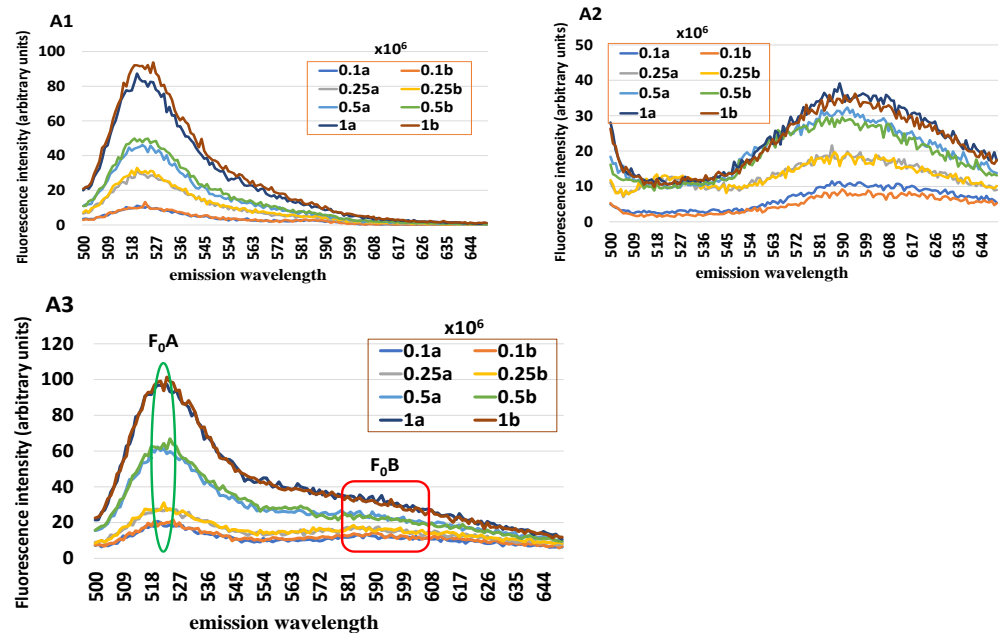 A1
Fluorescence intensity (arbitrary units)
120
100
80
60
40
20
0
x10⁶
0.1a 0.1b
0.25a 0.25b
0.5a 0.5b
1a 1b
500 509 518 527 536 545 554 563 572 581 590 599 608 617 626 635 644
emission wavelength
A2
Fluorescence intensity (arbitrary units)
60
50
40
30
20
10
0
x10⁶
0.1a 0.1b
0.25a 0.25b
0.5a 0.5b
1a 1b
500 509 518 527 536 545 554 563 572 581 590 599 608 617 626 635 644
emission wavelength
A3
Fluorescence intensity (arbitrary units)
120
100
80
60
40
20
0
F₀A
x10⁶
0.1a 0.1b
0.25a 0.25b
0.5a 0.5b
1a 1b
F₀B
500 509 518 527 536 545 554 563 572 581 590 599 608 617 626 635 644
emission wavelength